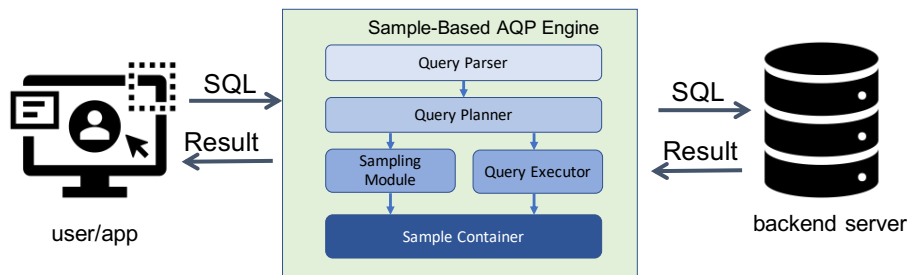 Sample-Based AQP Engine
Query Parser
SQL
SQL
Query Planner
Result
Result
Sampling
Module
Query Executor
Sample Container
user/app
backend server